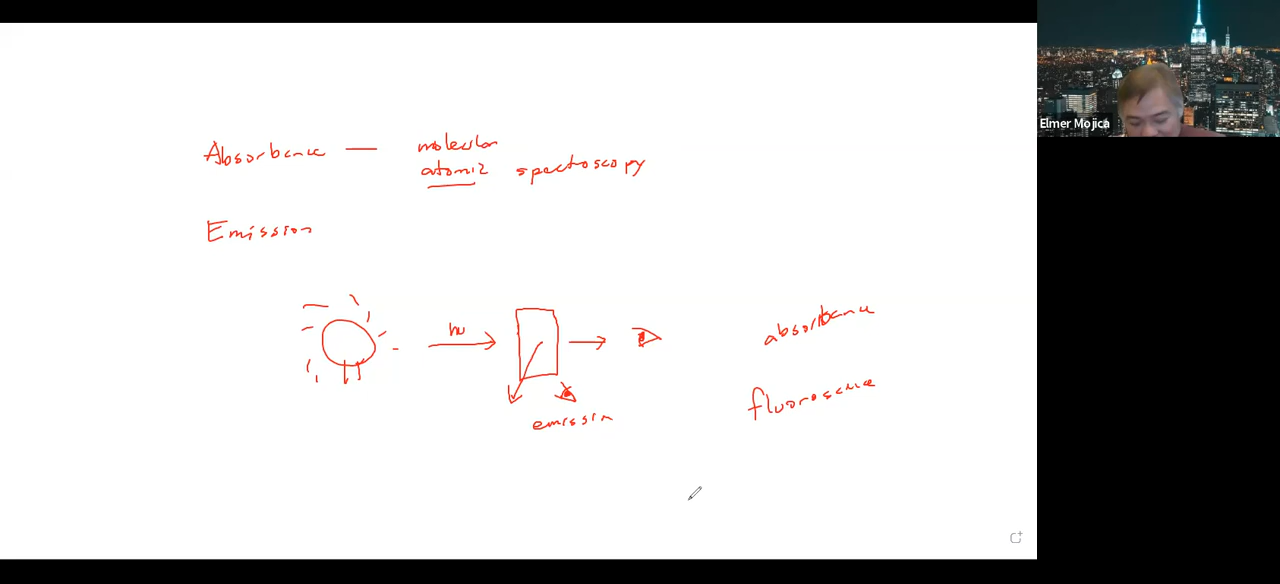 Absorbance — molecular
atomic spectroscopy
Emission
hν
absorbance
fluorescence
emission
Elmer Mojica